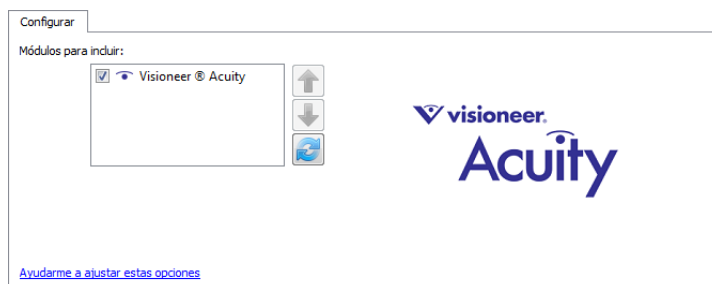 Configurar
Módulos para incluir:
Visioneer ® Acuity
visioneer.
Acuity
Ayudarme a ajustar estas opciones